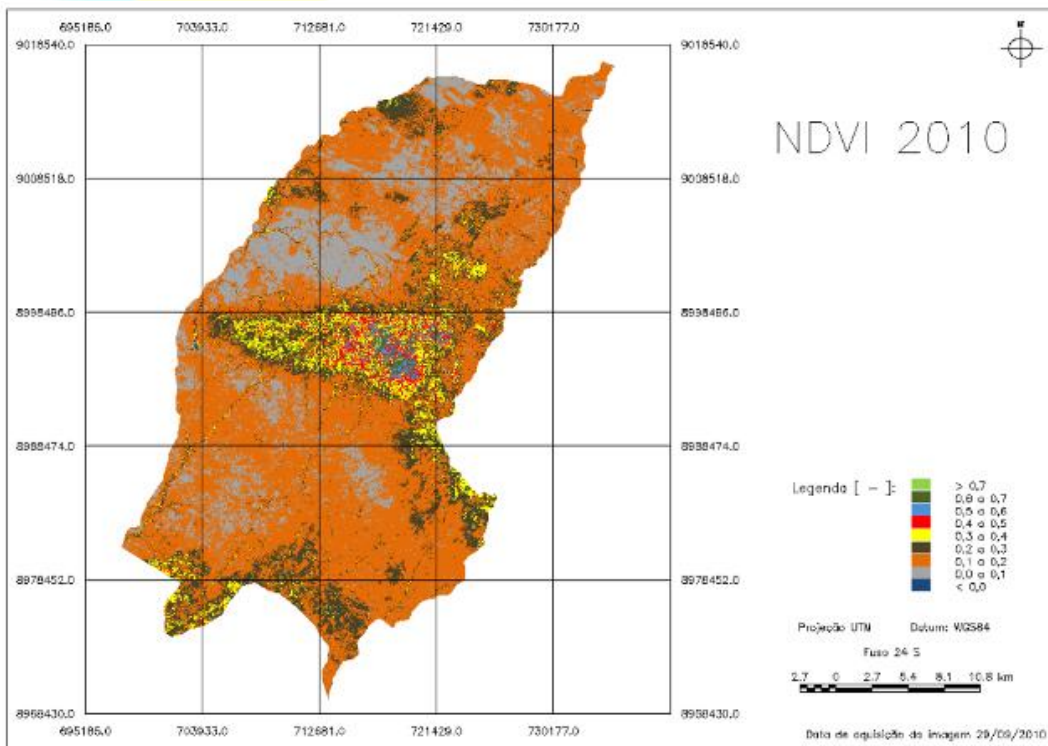 695185.0 703933.0 712681.0 721429.0 730177.0
N
9018540.0 9018540.0
NDVI 2010
9008518.0 9008518.0
8998496.0 8998496.0
8988474.0 8988474.0
Legenda [ - ]:
> 0,7
0,6 a 0,7
0,5 a 0,6
0,4 a 0,5
0,3 a 0,4
0,2 a 0,3
0,1 a 0,2
0,0 a 0,1
< 0,0
8978452.0 8978452.0
Projeção UTM Datum: WGS84
Fuso 24 S
2.7 0 2.7 5.4 8.1 10.8 km
8968430.0 8968430.0
695185.0 703933.0 712681.0 721429.0 730177.0
Data de aquisição da imagem 29/09/2010